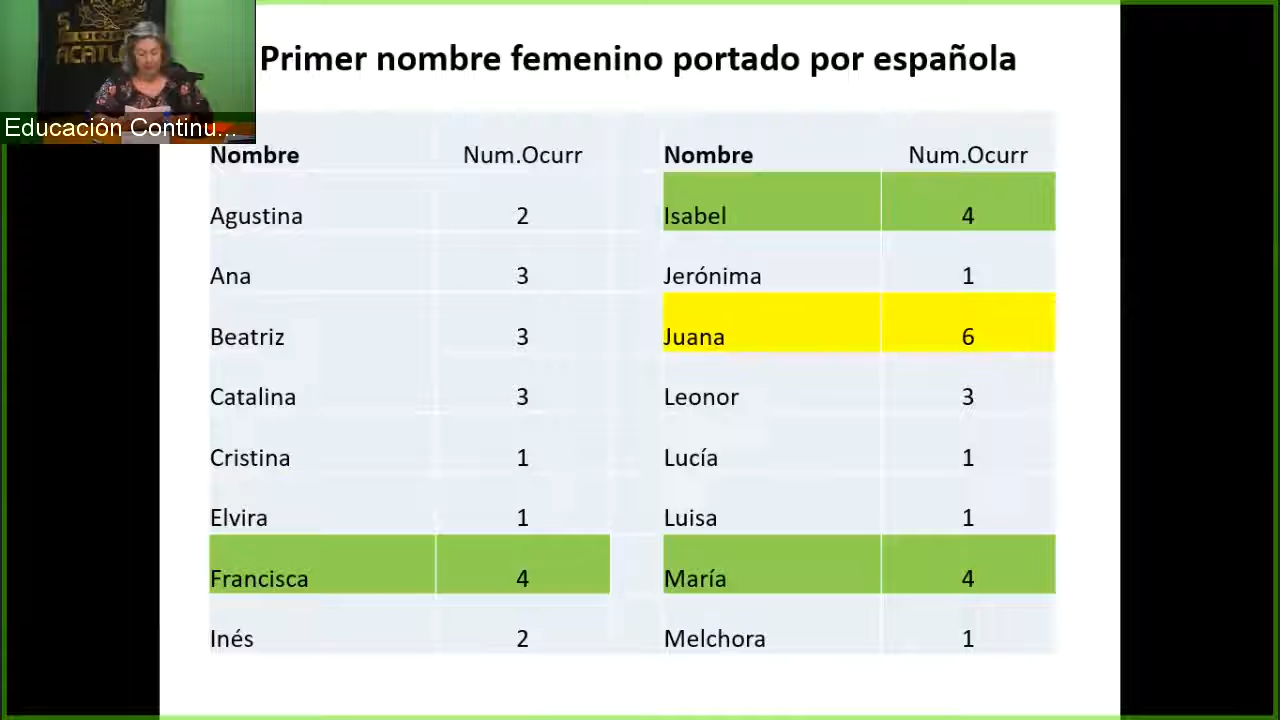 ACATL
Educación Continu...
Primer nombre femenino portado por española
Nombre Num.Ocurr Nombre Num.Ocurr
Agustina 2 Isabel 4
Ana 3 Jerónima 1
Beatriz 3 Juana 6
Catalina 3 Leonor 3
Cristina 1 Lucía 1
Elvira 1 Luisa 1
Francisca 4 María 4
Inés 2 Melchora 1